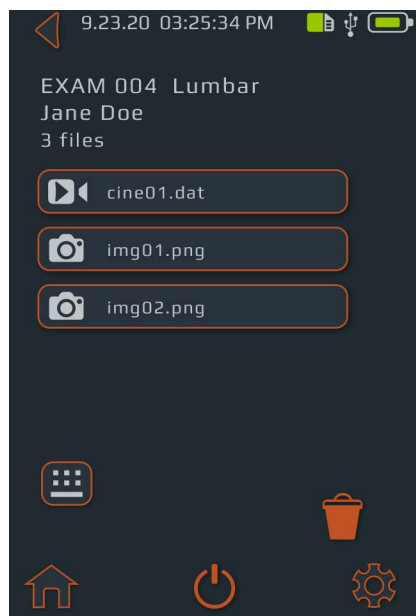 9.23.20 03:25:34 PM
EXAM 004 Lumbar
Jane Doe
3 files
cine01.dat
img01.png
img02.png